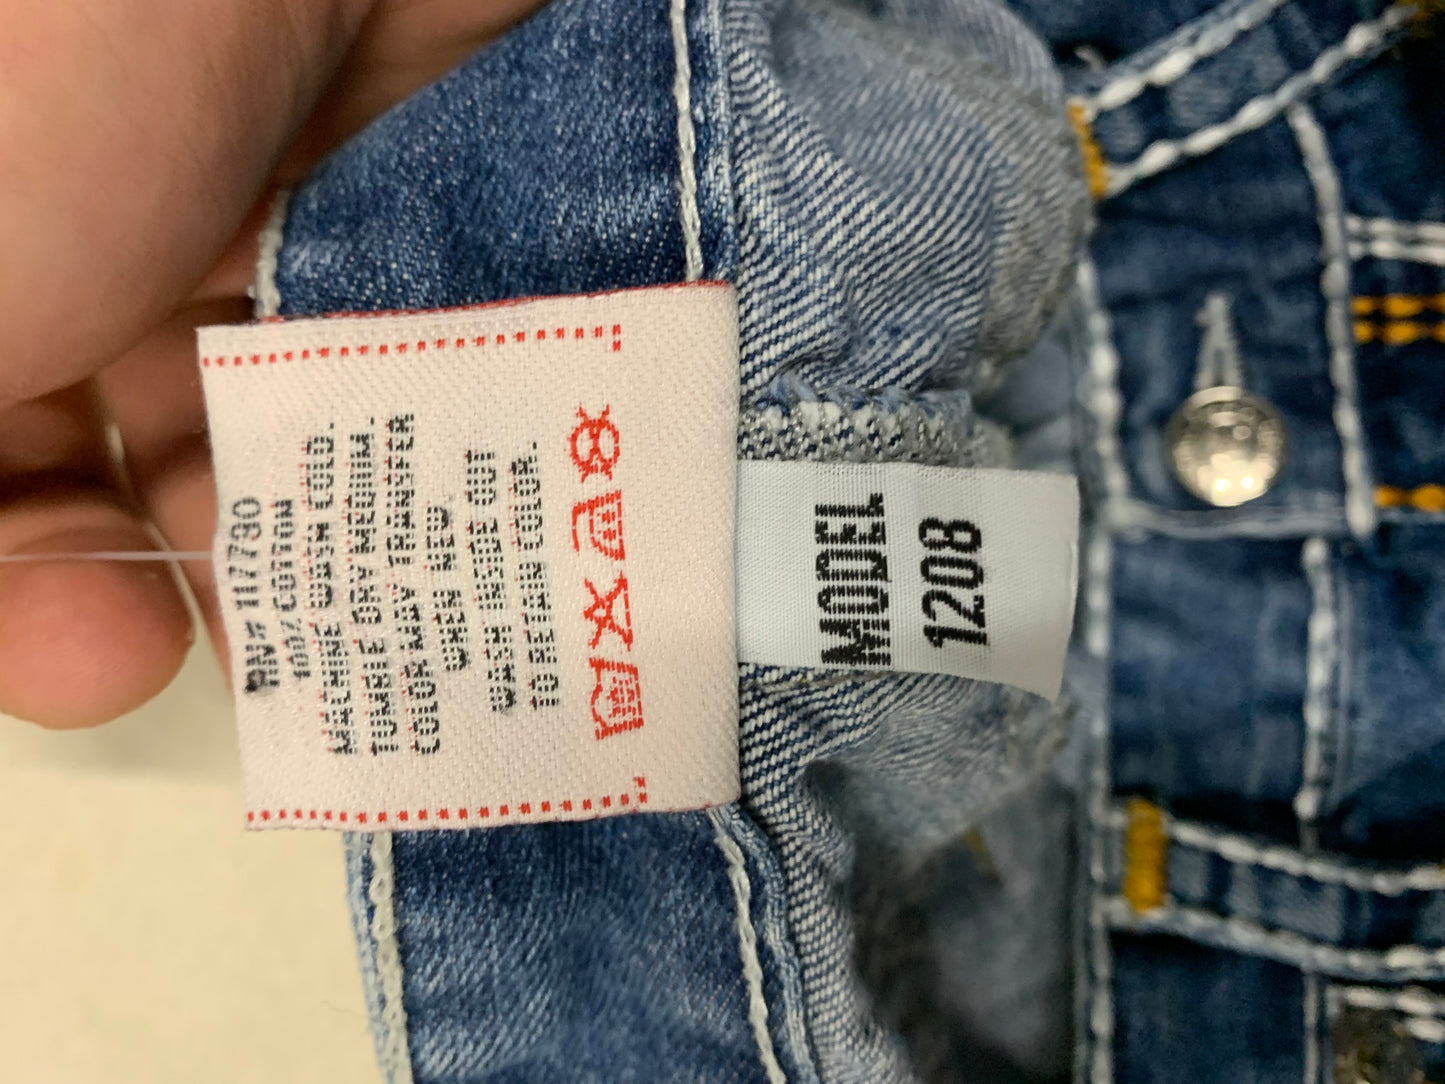 RN# 117730
100% COTTON
MACHINE WASH COLD.
TUMBLE DRY MEDIUM.
COLOR MAY TRANSFER
WHEN NEW.
WASH INSIDE OUT
TO RETAIN COLOR.
MODEL
1208